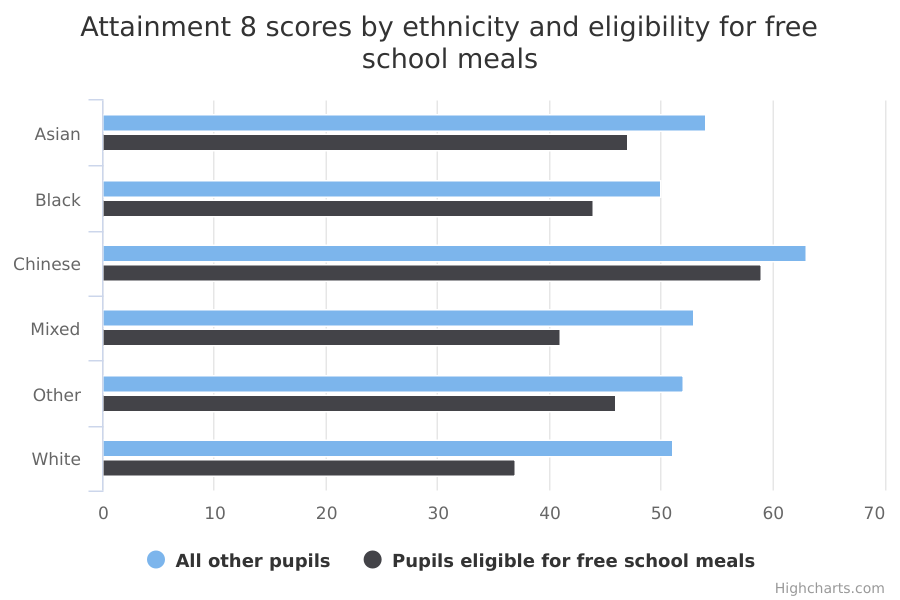 Attainment 8 scores by ethnicity and eligibility for free
school meals
Asian
Black
Chinese
Mixed
Other
White
0 10 20 30 40 50 60 70
All other pupils Pupils eligible for free school meals
Highcharts.com